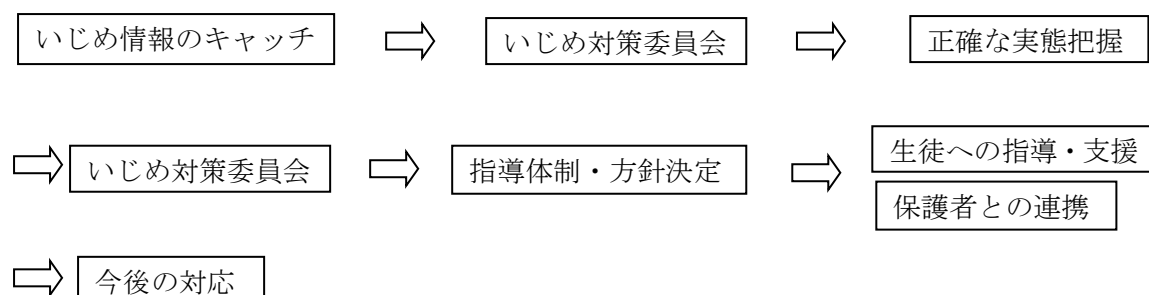 いじめ情報のキャッチ ⇨ いじめ対策委員会 ⇨ 正確な実態把握
⇨ いじめ対策委員会 ⇨ 指導体制・方針決定 ⇨ 生徒への指導・支援
保護者との連携
⇨ 今後の対応